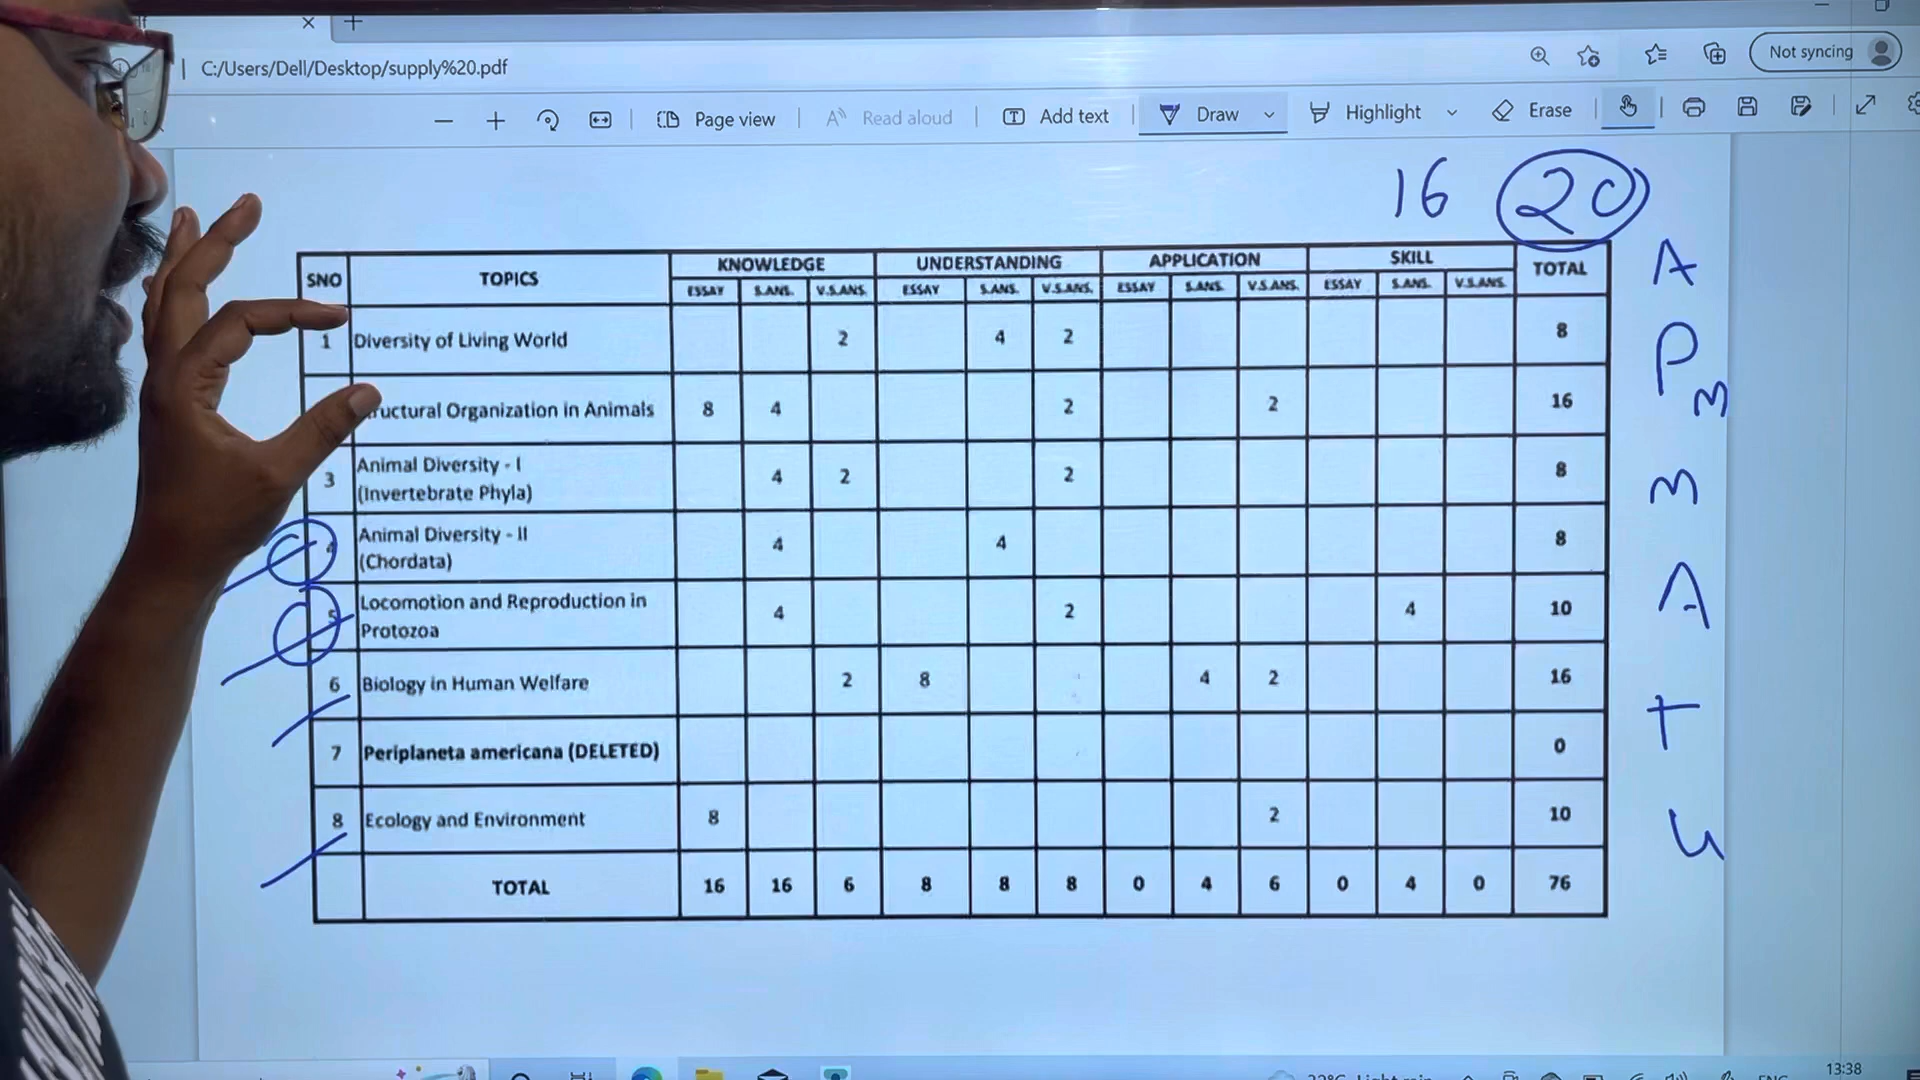 C:/Users/Dell/Desktop/supply%20.pdf
Not syncing
Page view
Read aloud
Add text
Draw
Highlight
Erase
16 20
SNO TOPICS KNOWLEDGE UNDERSTANDING APPLICATION SKILL TOTAL
ESSAY S.ANS. V.S.ANS. ESSAY S.ANS. V.S.ANS. ESSAY S.ANS. V.S.ANS. ESSAY S.ANS. V.S.ANS.
1 Diversity of Living World 2 4 2 8
ructural Organization in Animals 8 4 2 2 16
3 Animal Diversity - I (Invertebrate Phyla) 4 2 2 8
4 Animal Diversity - II (Chordata) 4 4 8
5 Locomotion and Reproduction in Protozoa 4 2 4 10
6 Biology in Human Welfare 2 8 4 2 16
7 Periplaneta americana (DELETED) 0
8 Ecology and Environment 8 2 10
TOTAL 16 16 6 8 8 8 0 4 6 0 4 0 76
A
P
M
M
A
T
U
ENG
13:38